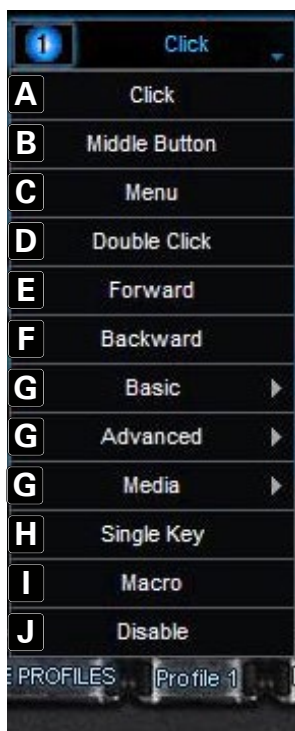 1 Click
A Click
B Middle Button
C Menu
D Double Click
E Forward
F Backward
G Basic
G Advanced
G Media
H Single Key
I Macro
J Disable
E PROFILES Profile 1